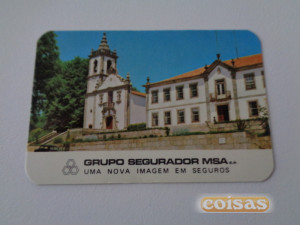 GRUPO SEGURADOR MSA
UMA NOVA IMAGEM EM SEGUROS
coisas